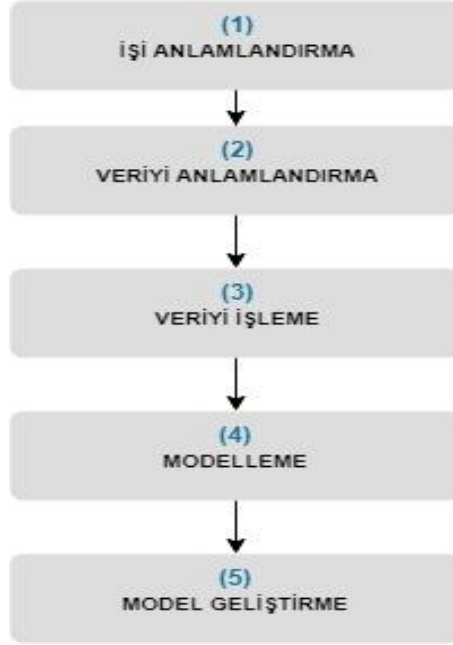 (1)
İŞİ ANLAMLANDIRMA
(2)
VERİYİ ANLAMLANDIRMA
(3)
VERİYİ İŞLEME
(4)
MODELLEME
(5)
MODEL GELİŞTİRME